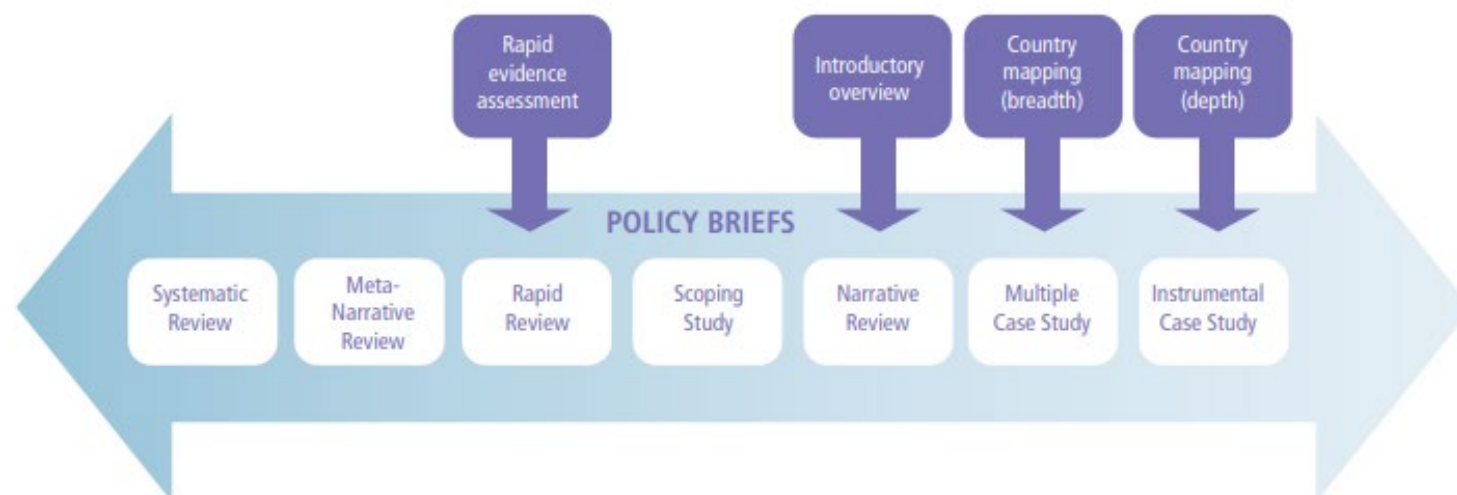 Rapid
evidence
assessment
Introductory
overview
Country
mapping
(breadth)
Country
mapping
(depth)
POLICY BRIEFS
Systematic
Review
Meta-
Narrative
Review
Rapid
Review
Scoping
Study
Narrative
Review
Multiple
Case Study
Instrumental
Case Study